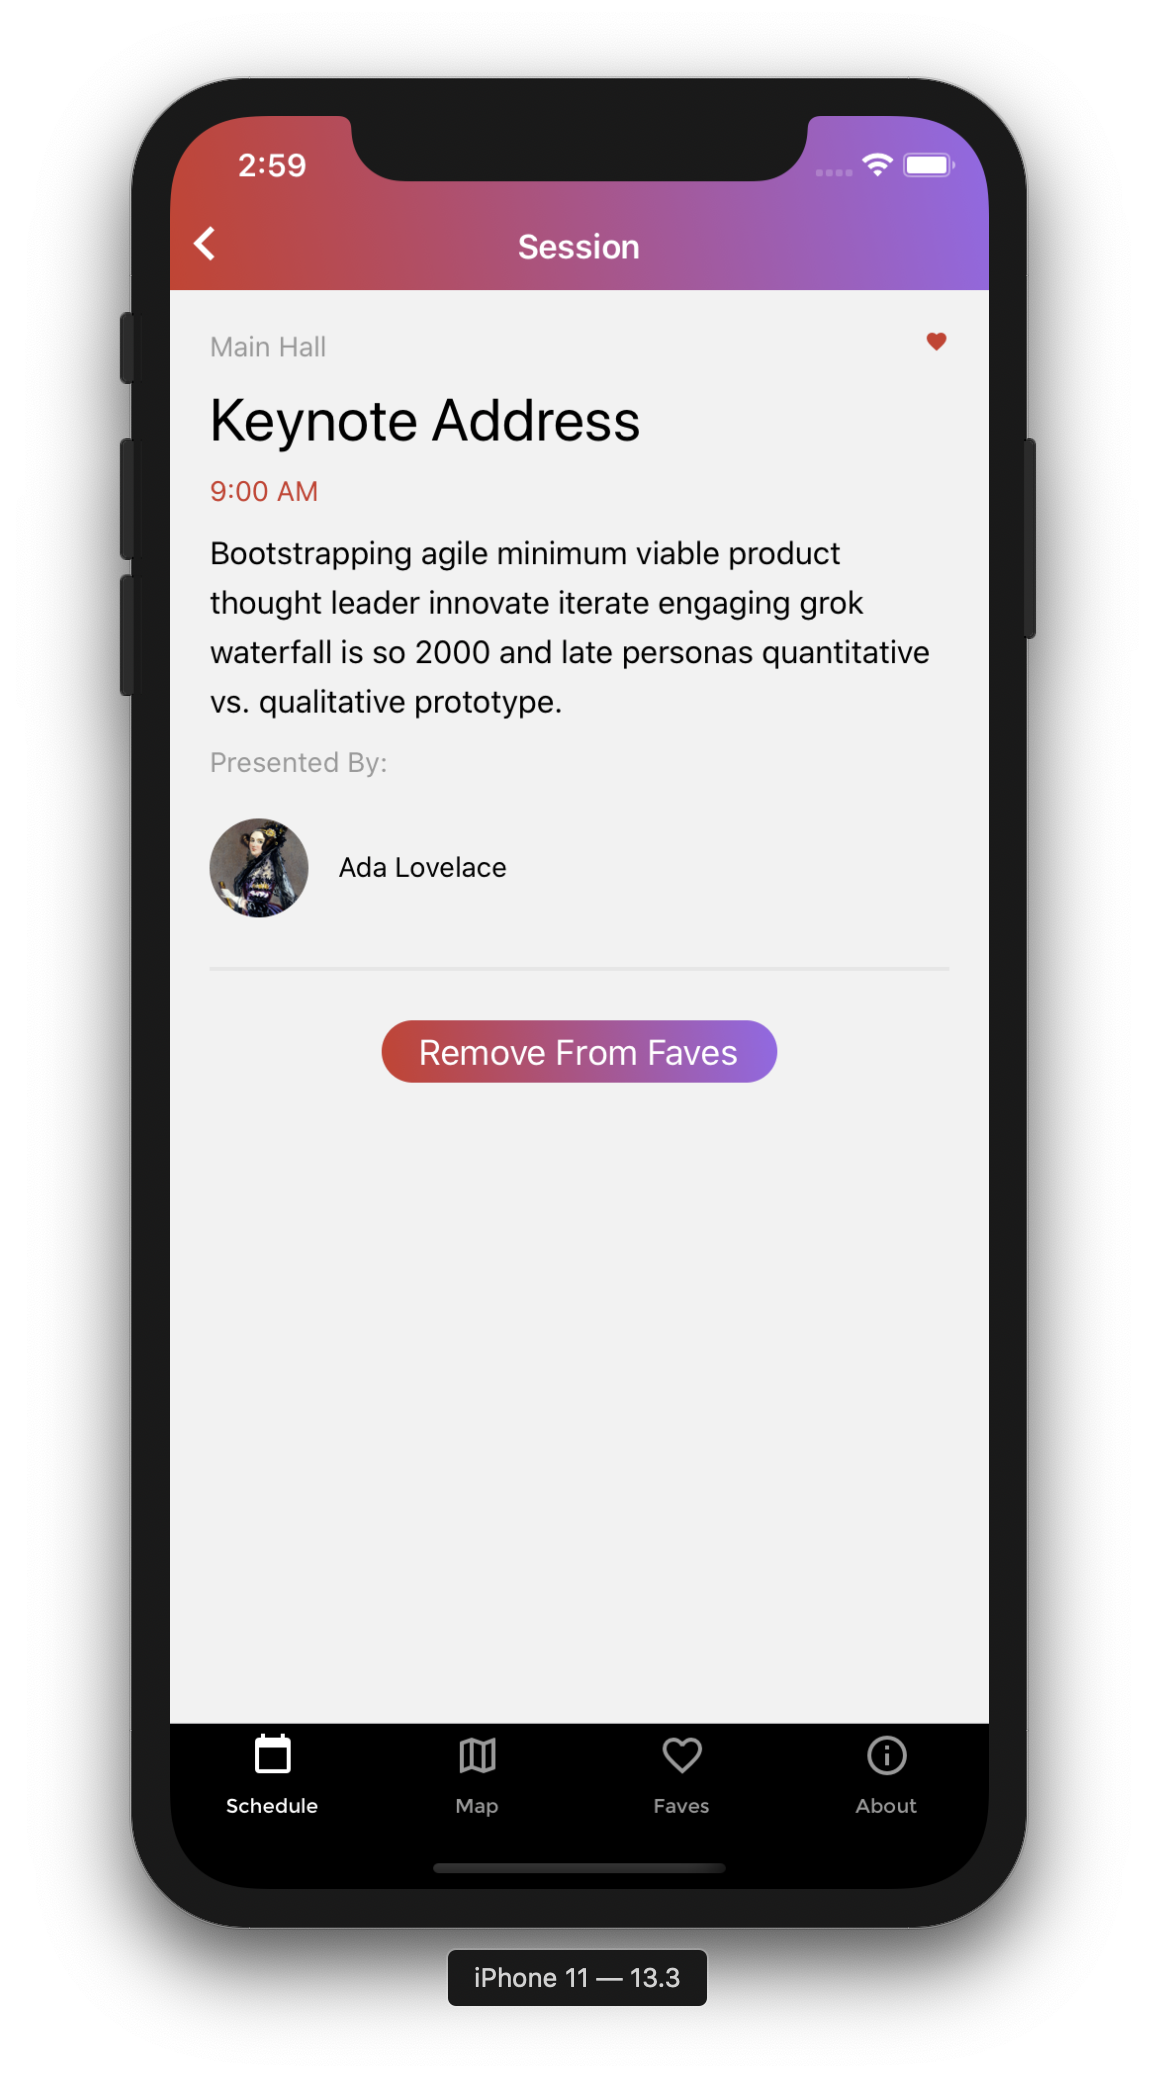 2:59
Session
Main Hall
Keynote Address
9:00 AM
Bootstrapping agile minimum viable product
thought leader innovate iterate engaging grok
waterfall is so 2000 and late personas quantitative
vs. qualitative prototype.
Presented By:
Ada Lovelace
Remove From Faves
Schedule
Map
Faves
About
iPhone 11 — 13.3